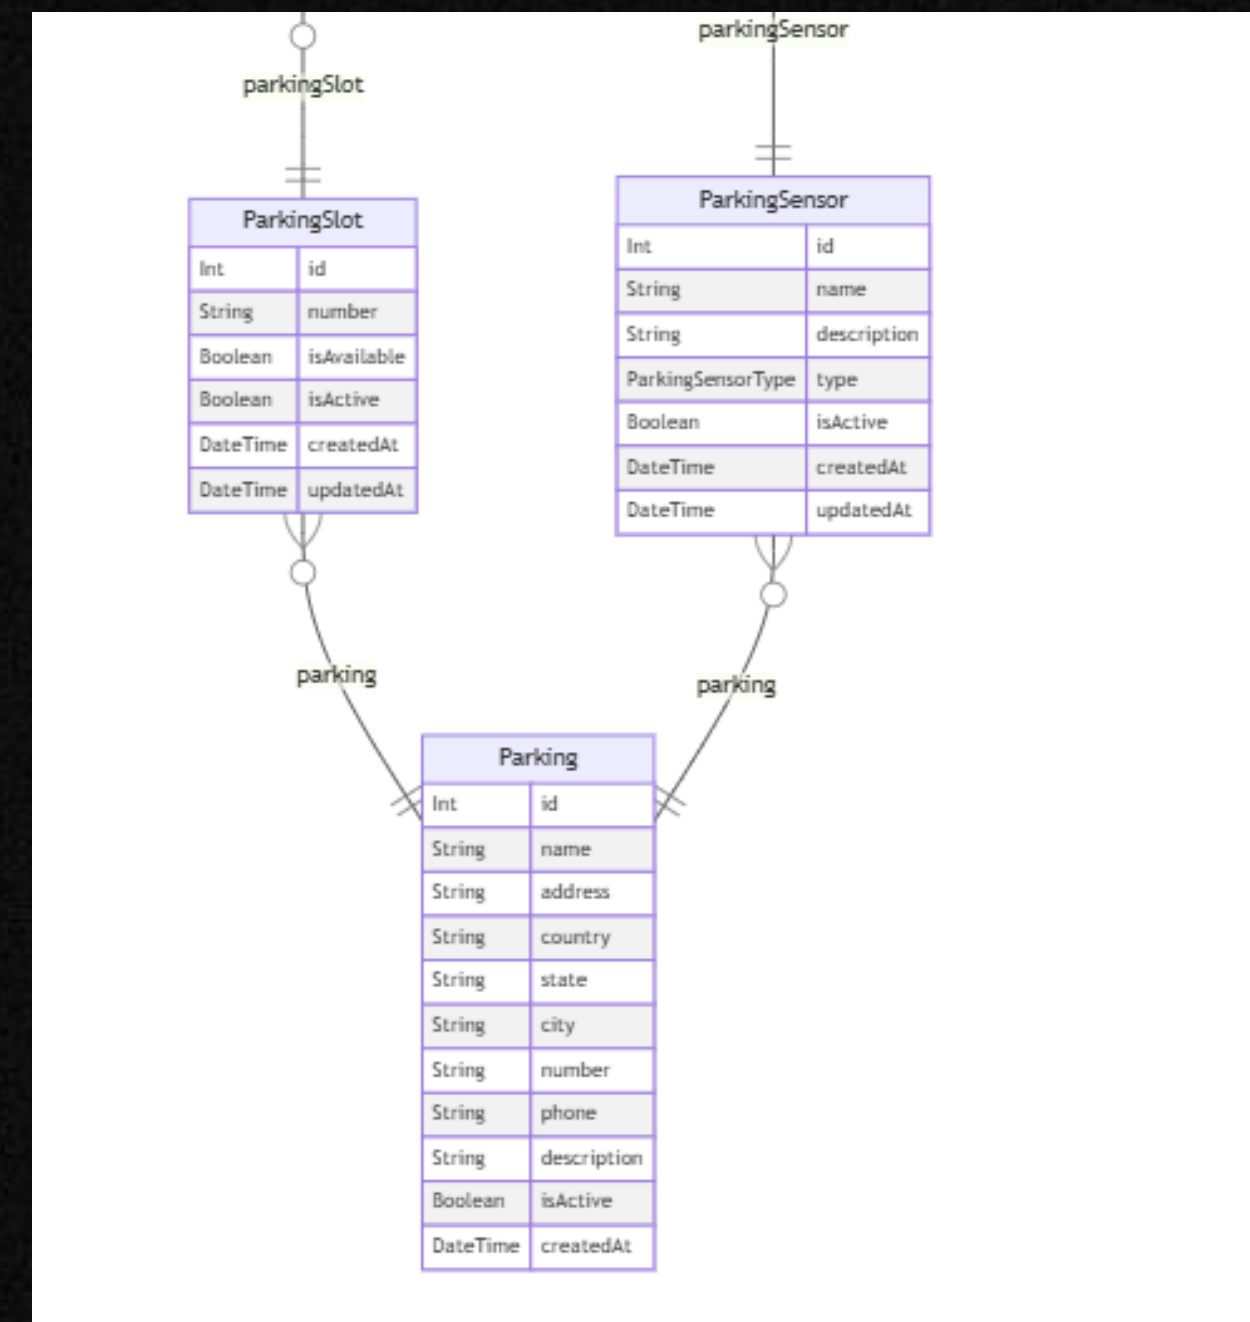 parkingSensor
parkingSlot
ParkingSlot
Int id
String number
Boolean isAvailable
Boolean isActive
DateTime createdAt
DateTime updatedAt
ParkingSensor
Int id
String name
String description
ParkingSensorType type
Boolean isActive
DateTime createdAt
DateTime updatedAt
parking
parking
Parking
Int id
String name
String address
String country
String state
String city
String number
String phone
String description
Boolean isActive
DateTime createdAt